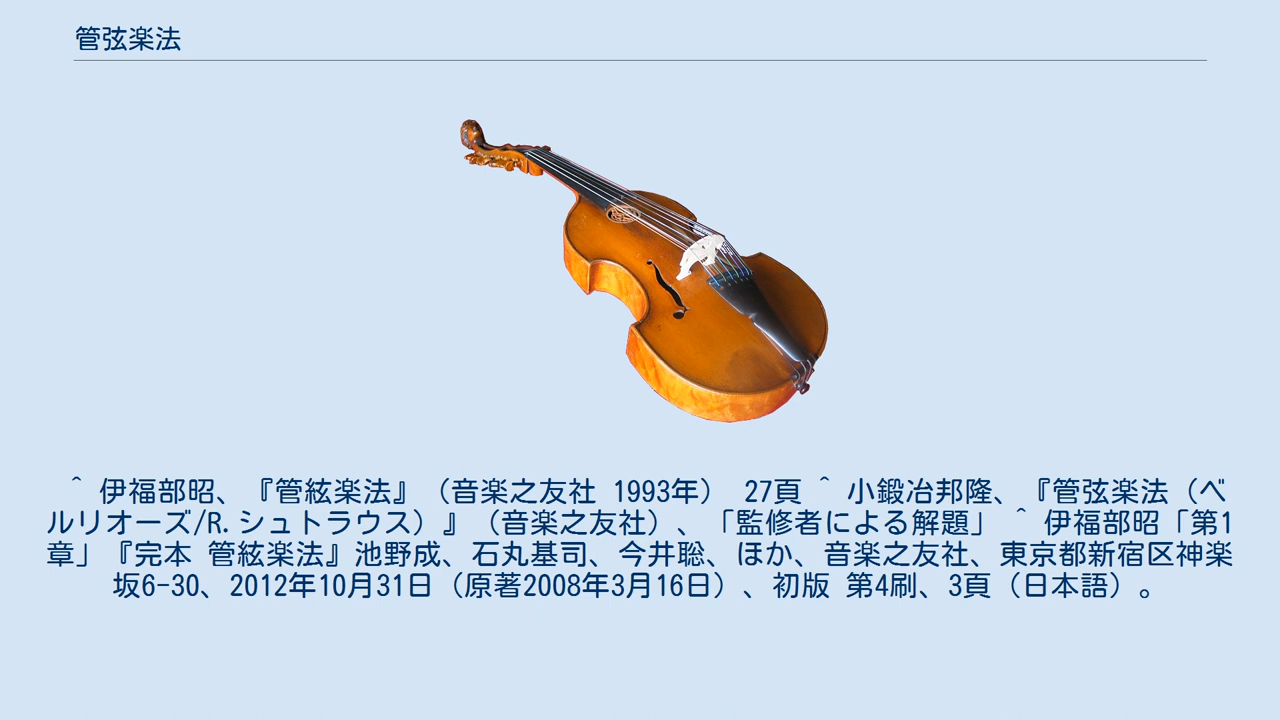 管弦楽法
^ 伊福部昭、『管絃楽法』（音楽之友社 1993年） 27頁 ^ 小鍛冶邦隆、『管弦楽法（ベ
ルリオーズ/R.シュトラウス）』（音楽之友社）、「監修者による解題」 ^ 伊福部昭「第1
章」『完本 管絃楽法』池野成、石丸基司、今井聡、ほか、音楽之友社、東京都新宿区神楽
坂6-30、2012年10月31日（原著2008年3月16日）、初版 第4刷、3頁（日本語）。